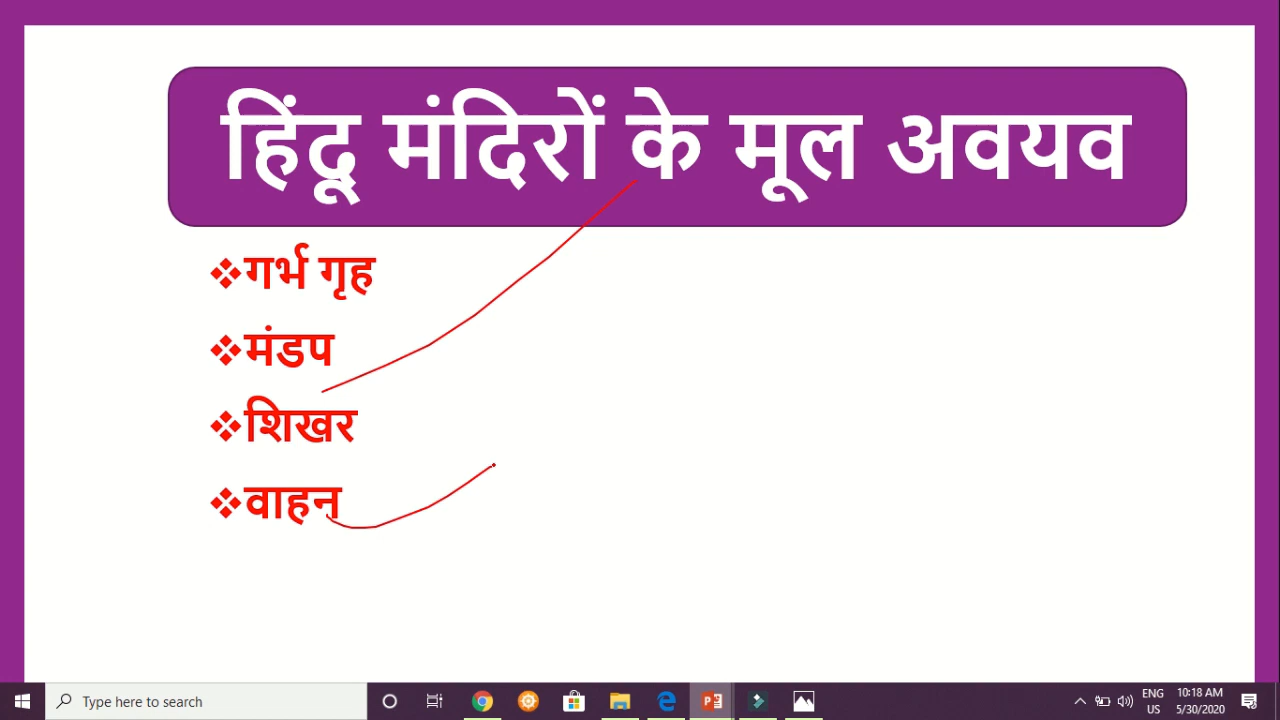 हिंदू मंदिरों के मूल अवयव
❖गर्भ गृह
❖मंडप
❖शिखर
❖वाहन
Type here to search
ENG
US
10:18 AM
5/30/2020